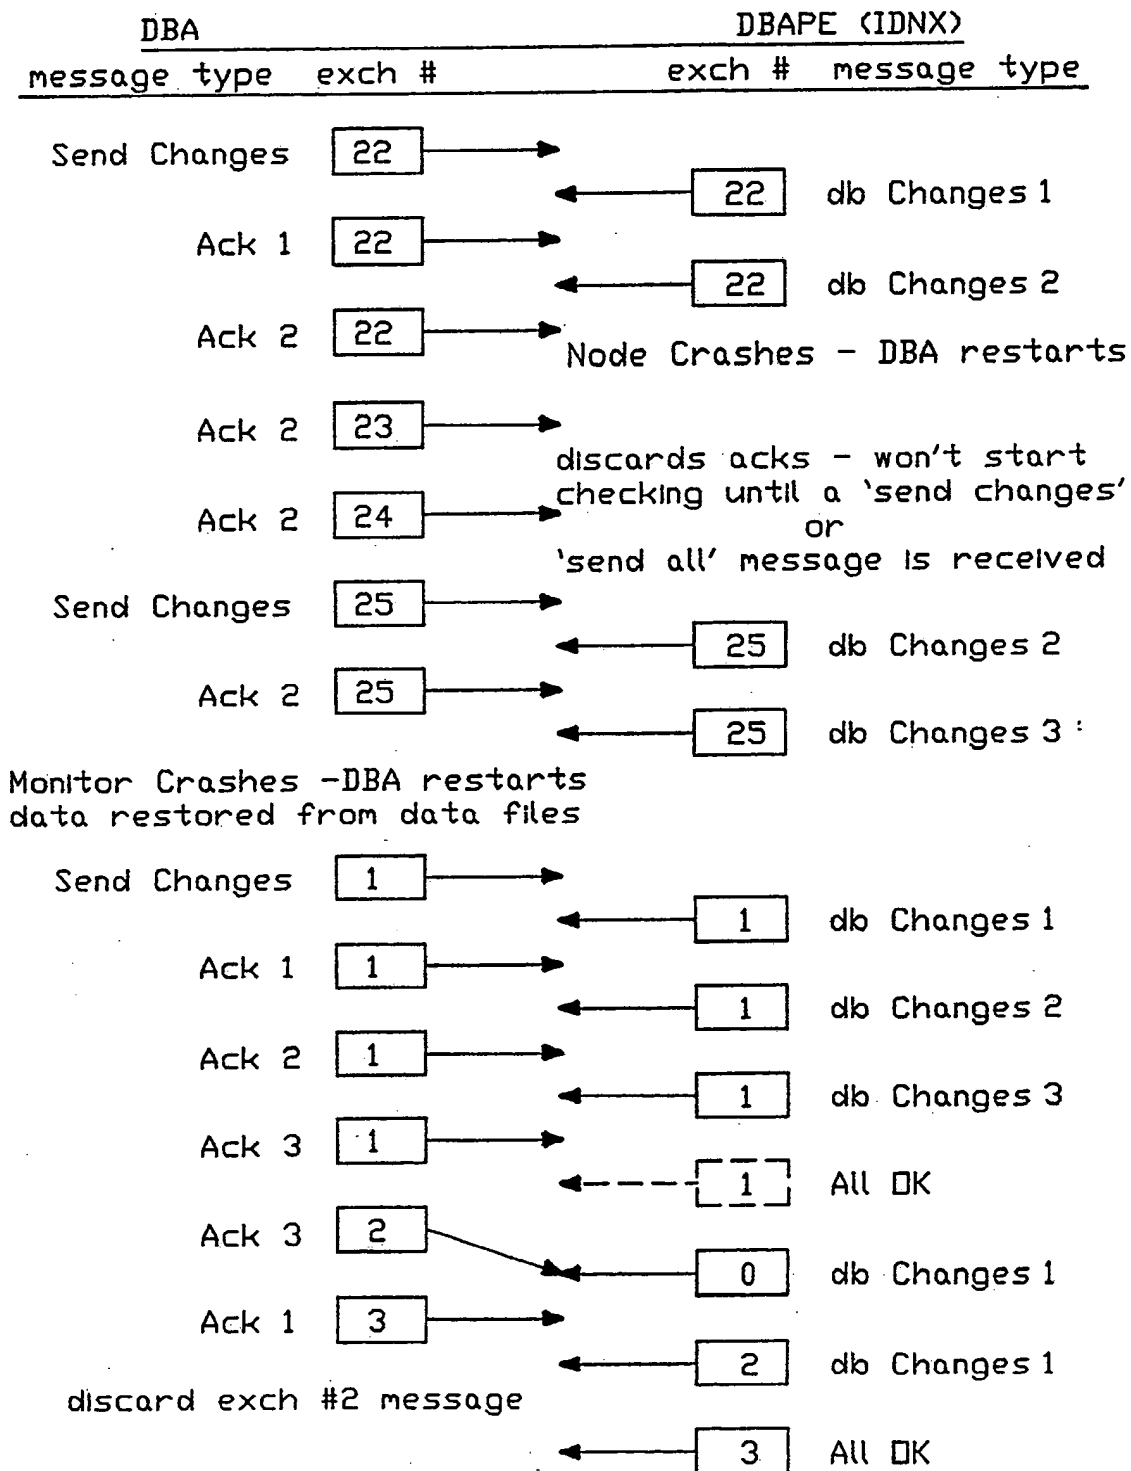 DBA DBAPE (IDNX)
message type exch # exch # message type
Send Changes 22
22 db Changes 1
Ack 1 22
22 db Changes 2
Ack 2 22
Node Crashes - DBA restarts
Ack 2 23
discards acks - won't start
checking until a 'send changes'
Ack 2 24
or
'send all' message is received
Send Changes 25
25 db Changes 2
Ack 2 25
25 db Changes 3
Monitor Crashes -DBA restarts
data restored from data files
Send Changes 1
1 db Changes 1
Ack 1 1
1 db Changes 2
Ack 2 1
1 db Changes 3
Ack 3 1
1 All OK
Ack 3 2
0 db Changes 1
Ack 1 3
2 db Changes 1
discard exch #2 message
3 All OK